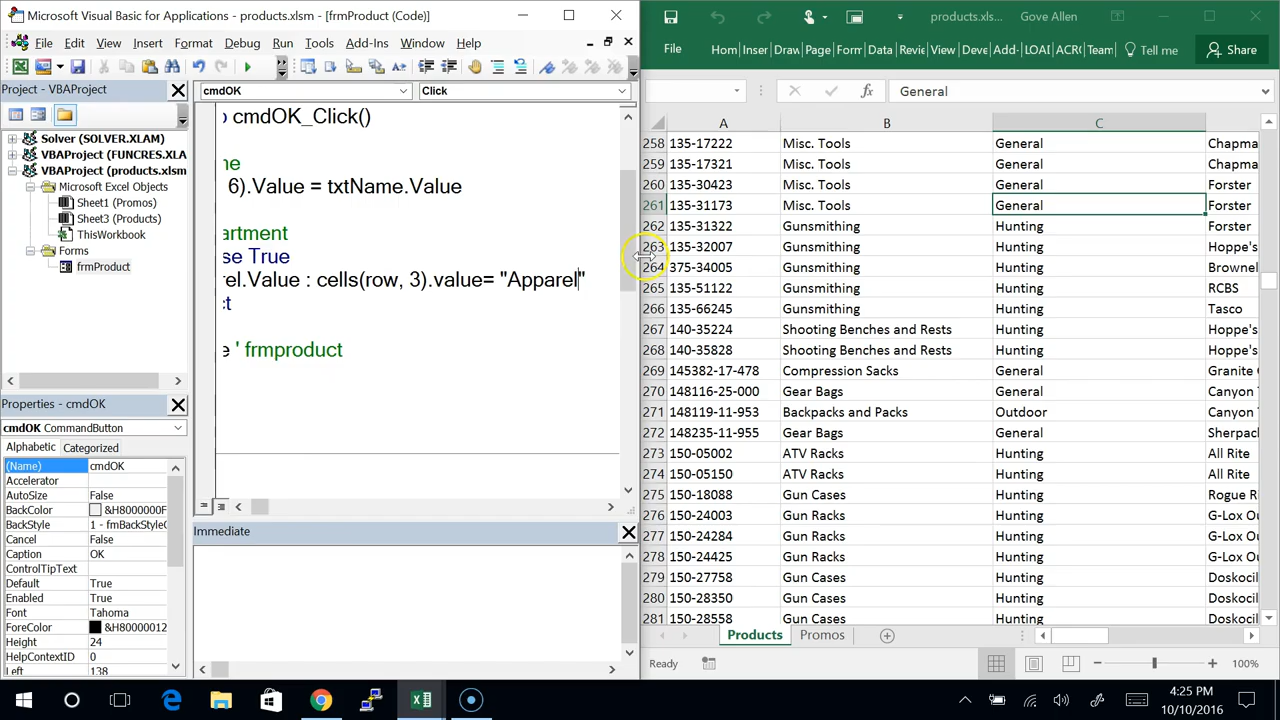 Microsoft Visual Basic for Applications - products.xlsm - [frmProduct (Code)]
File Edit View Insert Format Debug Run Tools Add-Ins Window Help
Project - VBAProject
Solver (SOLVER.XLAM)
VBAProject (FUNCRES.XLA
VBAProject (products.xlsm
Microsoft Excel Objects
Sheet1 (Promos)
Sheet3 (Products)
ThisWorkbook
Forms
frmProduct
Properties - cmdOK
cmdOK CommandButton
Alphabetic Categorized
(Name) cmdOK
Accelerator
AutoSize False
BackColor &H8000000F
BackStyle 1 - fmBackStyleO
Cancel False
Caption OK
ControlTipText
Default True
Enabled True
Font Tahoma
ForeColor &H80000012
Height 24
HelpContextID 0
Left 138
cmdOK Click
cmdOK_Click()
me
6).Value = txtName.Value
artment
se True
rel.Value : cells(row, 3).value= "Apparel"
ct
e ' frmproduct
Immediate
products.xls... Gove Allen
File Hom Inser Draw Page Form Data Revie View Deve Add- LOAI ACRC Team Tell me Share
fx General
A B C
258 135-17222 Misc. Tools General Chapma
259 135-17321 Misc. Tools General Chapma
260 135-30423 Misc. Tools General Forster
261 135-31173 Misc. Tools General Forster
262 135-31322 Gunsmithing Hunting Forster
263 135-32007 Gunsmithing Hunting Hoppe's
264 375-34005 Gunsmithing Hunting Brownel
265 135-51122 Gunsmithing Hunting RCBS
266 135-66245 Gunsmithing Hunting Tasco
267 140-35224 Shooting Benches and Rests Hunting Hoppe's
268 140-35828 Shooting Benches and Rests Hunting Hoppe's
269 145382-17-478 Compression Sacks General Granite
270 148116-25-000 Gear Bags General Canyon
271 148119-11-953 Backpacks and Packs Outdoor Canyon
272 148235-11-955 Gear Bags General Sherpack
273 150-05002 ATV Racks Hunting All Rite
274 150-05150 ATV Racks Hunting All Rite
275 150-18088 Gun Cases Hunting Rogue R
276 150-24003 Gun Racks Hunting G-Lox Ou
277 150-24284 Gun Racks Hunting G-Lox Ou
278 150-24425 Gun Racks Hunting G-Lox Ou
279 150-27758 Gun Cases Hunting Doskocil
280 150-28350 Gun Cases Hunting Doskocil
281 150-28558 Gun Cases Hunting Doskocil
Products Promos
Ready 100%
4:25 PM
10/10/2016